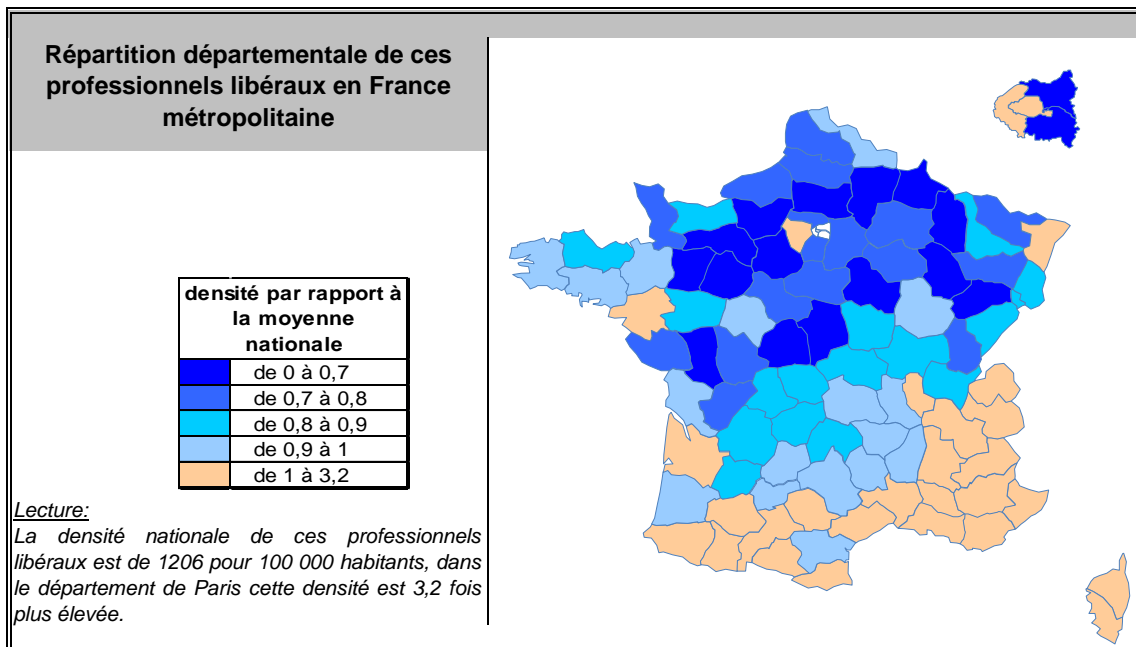 Répartition départementale de ces
professionnels libéraux en France
métropolitaine
densité par rapport à
la moyenne
nationale
de 0 à 0,7
de 0,7 à 0,8
de 0,8 à 0,9
de 0,9 à 1
de 1 à 3,2
Lecture:
La densité nationale de ces professionnels
libéraux est de 1206 pour 100 000 habitants, dans
le département de Paris cette densité est 3,2 fois
plus élevée.